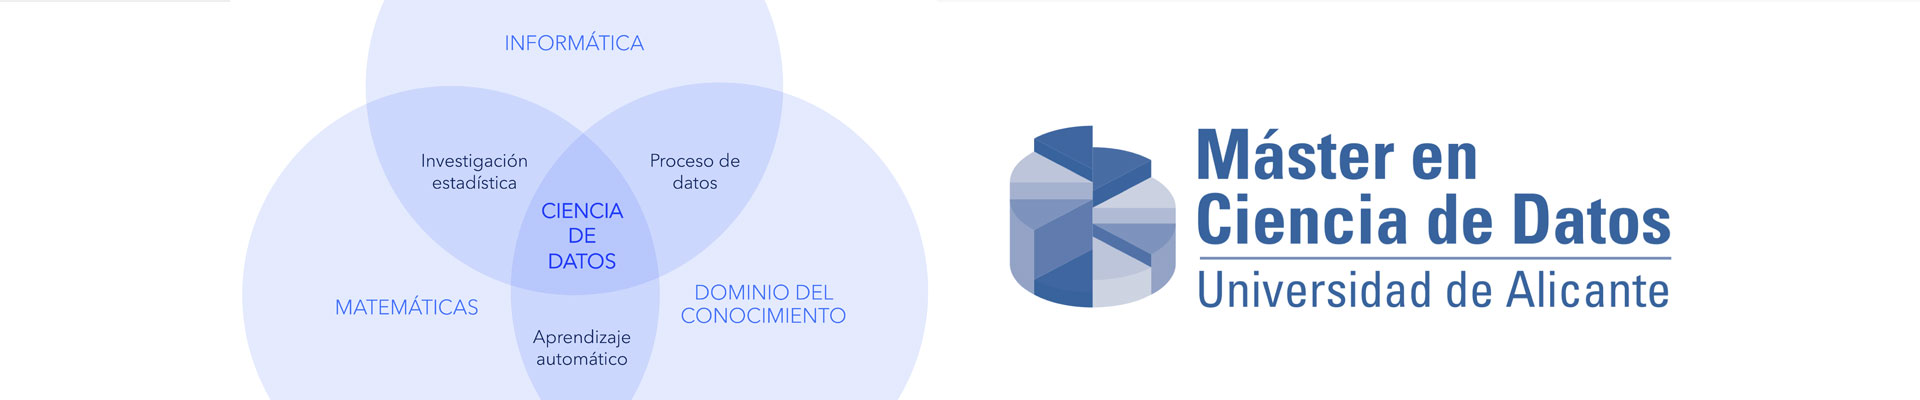 INFORMÁTICA
Investigación
estadística
Proceso de
datos
CIENCIA
DE
DATOS
MATEMÁTICAS
DOMINIO DEL
CONOCIMIENTO
Aprendizaje
automático
Máster en
Ciencia de Datos
Universidad de Alicante